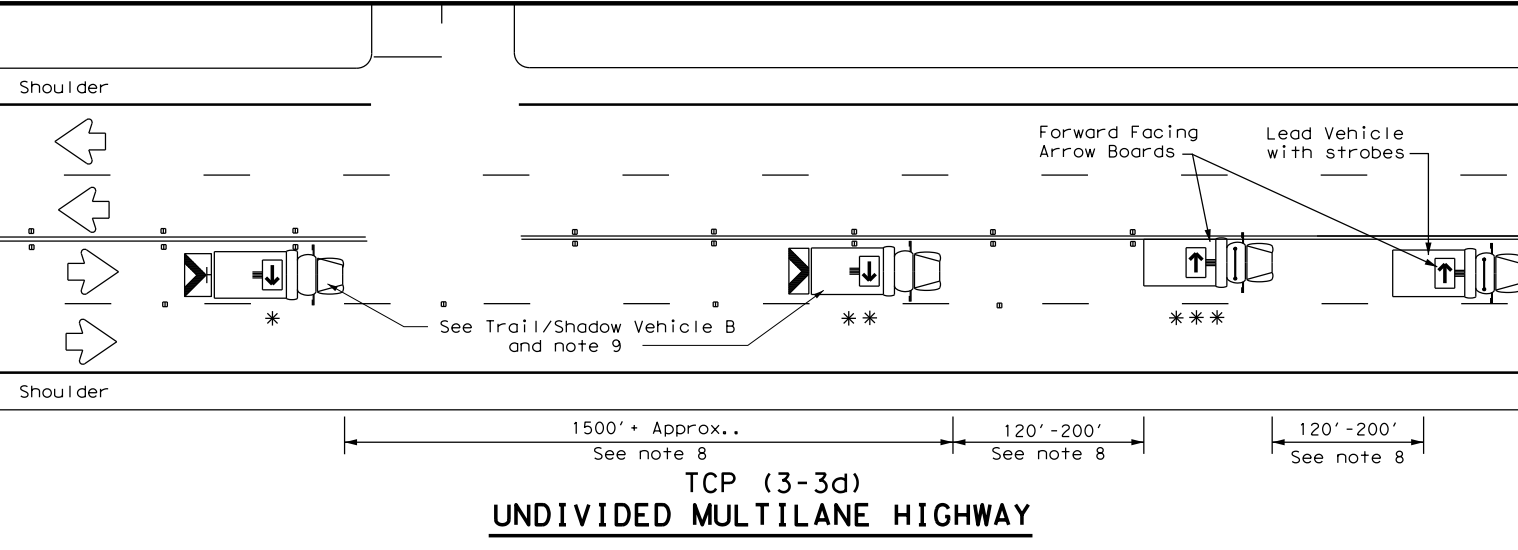 Shoulder
Forward Facing
Arrow Boards
Lead Vehicle
with strobes
*
* *
* * *
See Trail/Shadow Vehicle B
and note 9
Shoulder
1500'+ Approx..
See note 8
120'-200'
See note 8
120'-200'
See note 8
TCP (3-3d)
UNDIVIDED MULTILANE HIGHWAY